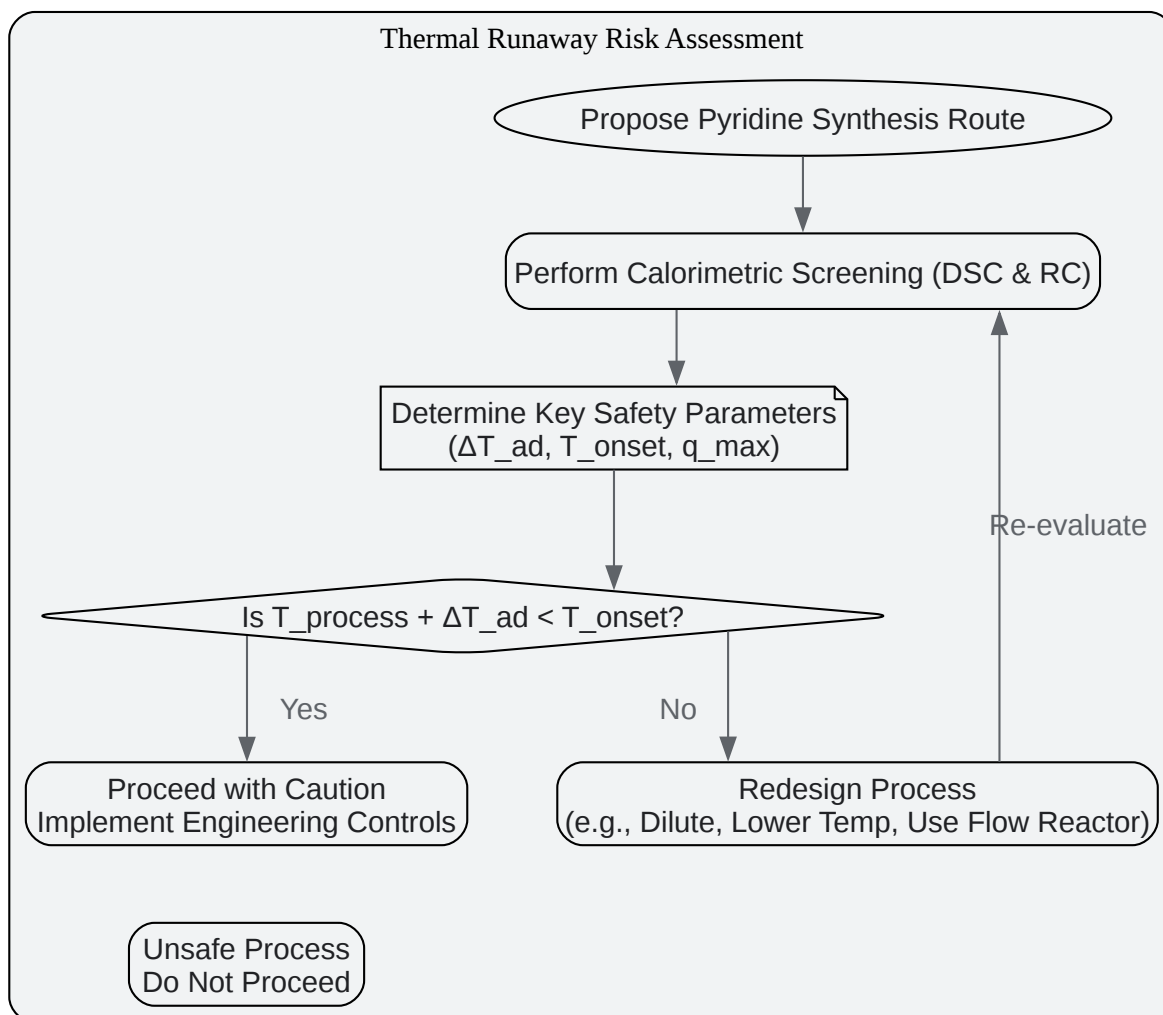 Thermal Runaway Risk Assessment
Propose Pyridine Synthesis Route
Perform Calorimetric Screening (DSC & RC)
Determine Key Safety Parameters
(ΔT_ad, T_onset, q_max)
Re-evaluate
Is T_process + ΔT_ad < T_onset?
Yes
No
Proceed with Caution
Implement Engineering Controls
Redesign Process
(e.g., Dilute, Lower Temp, Use Flow Reactor)
Unsafe Process
Do Not Proceed